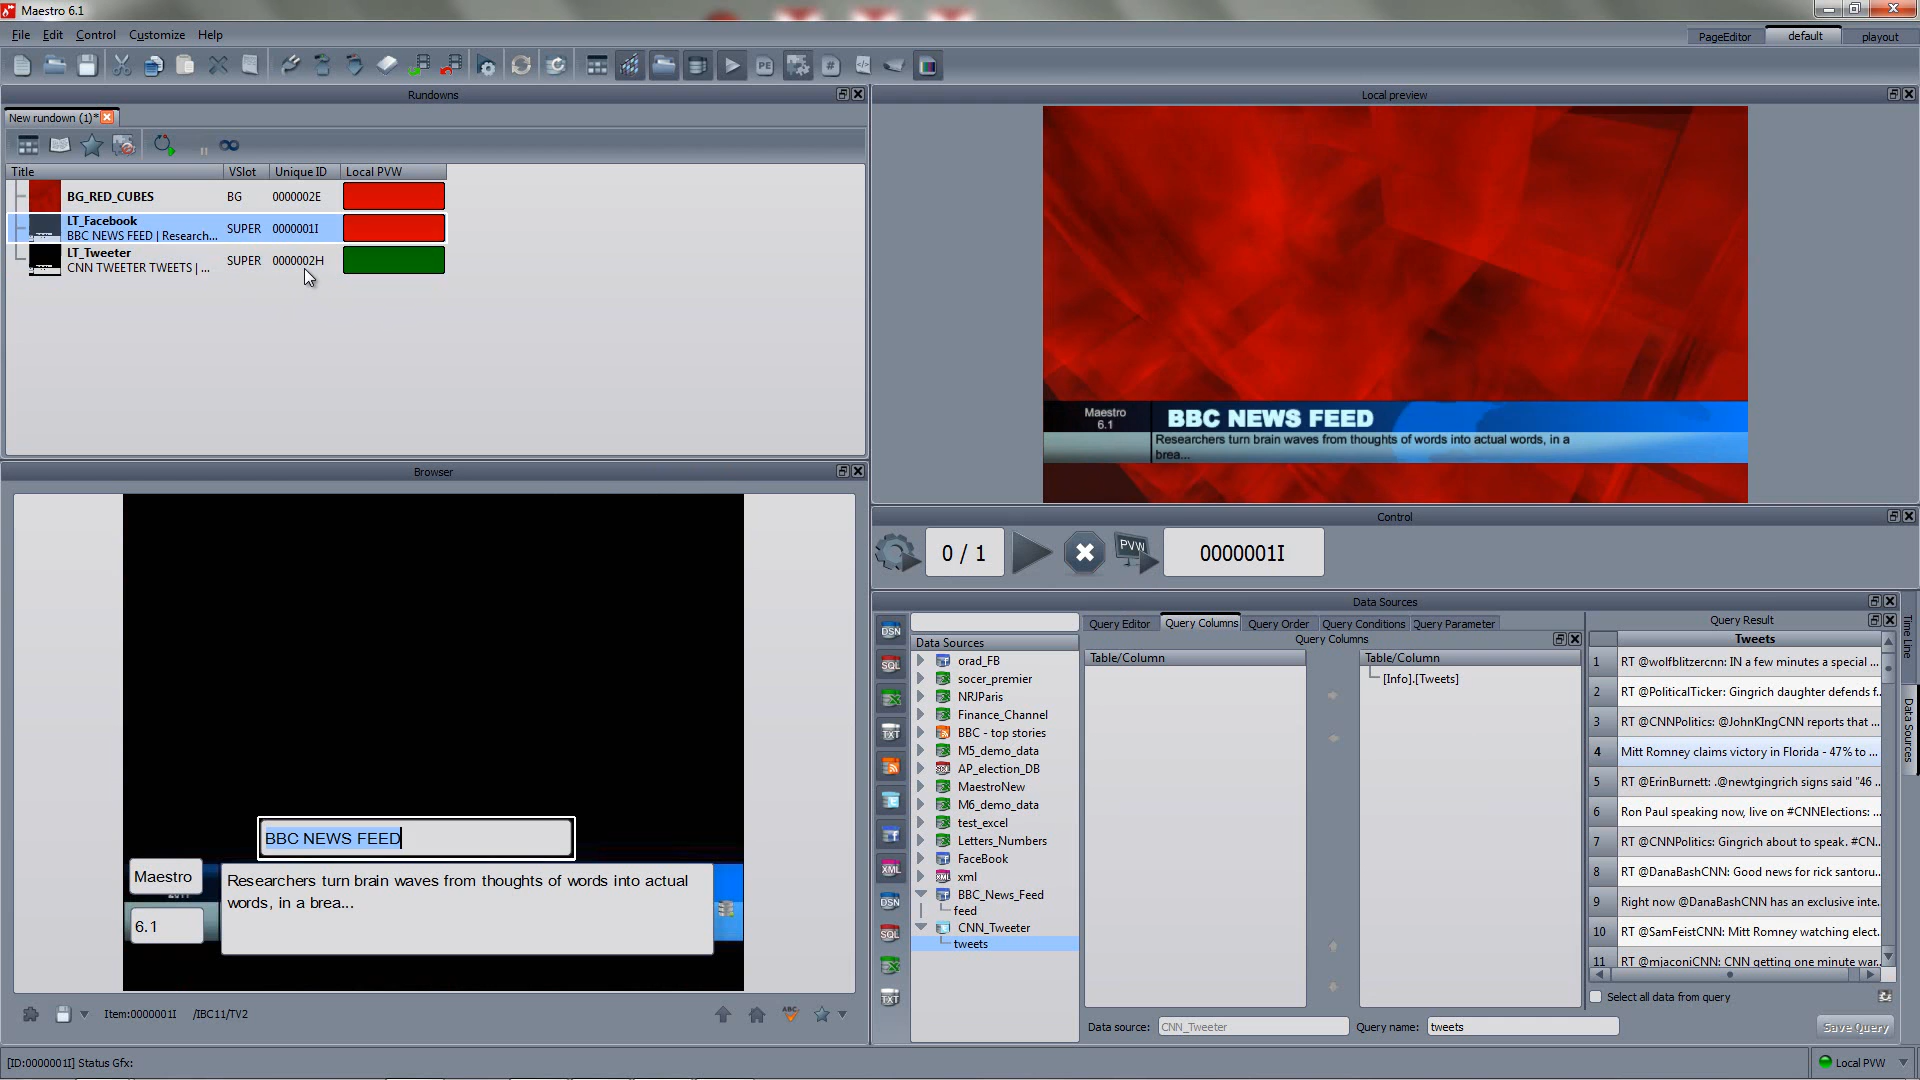 Maestro 6.1
File Edit Control Customize Help
PageEditor default playout
Rundowns
New rundown (1)*
Title VSlot Unique ID Local PVW
BG_RED_CUBES BG 0000002E
LT_Facebook
BBC NEWS FEED | Research... SUPER 0000001I
LT_Tweeter
CNN TWEETER TWEETS | ... SUPER 0000002H
Browser
BBC NEWS FEED
Maestro
6.1
Researchers turn brain waves from thoughts of words into actual
words, in a brea...
Item:0000001I /IBC11/TV2
[ID:0000001I] Status Gfx:
Local preview
Maestro
6.1
BBC NEWS FEED
Researchers turn brain waves from thoughts of words into actual words, in a
brea...
Control
0 / 1
PVW
0000001I
Data Sources
DSN
SQL
TXT
XML
DSN
SQL
TXT
Data Sources
orad_FB
socer_premier
NRJParis
Finance_Channel
BBC - top stories
M5_demo_data
AP_election_DB
MaestroNew
M6_demo_data
test_excel
Letters_Numbers
FaceBook
xml
BBC_News_Feed
feed
CNN_Tweeter
tweets
Query Editor Query Columns Query Order Query Conditions Query Parameter
Query Columns
Table/Column
Table/Column
[Info].[Tweets]
Data source: CNN_Tweeter Query name: tweets
Query Result
Tweets
1 RT @wolfblitzercnn: IN a few minutes a special ...
2 RT @PoliticalTicker: Gingrich daughter defends f...
3 RT @CNNPolitics: @JohnKIngCNN reports that ...
4 Mitt Romney claims victory in Florida - 47% to ...
5 RT @ErinBurnett: .@newtgingrich signs said "46 ...
6 Ron Paul speaking now, live on #CNNElections: ...
7 RT @CNNPolitics: Gingrich about to speak. #CN...
8 RT @DanaBashCNN: Good news for rick santoru...
9 Right now @DanaBashCNN has an exclusive inte...
10 RT @SamFeistCNN: Mitt Romney watching elect...
11 RT @mjaconiCNN: CNN getting one minute war...
Select all data from query
Save Query
Time Line
Data Sources
Local PVW